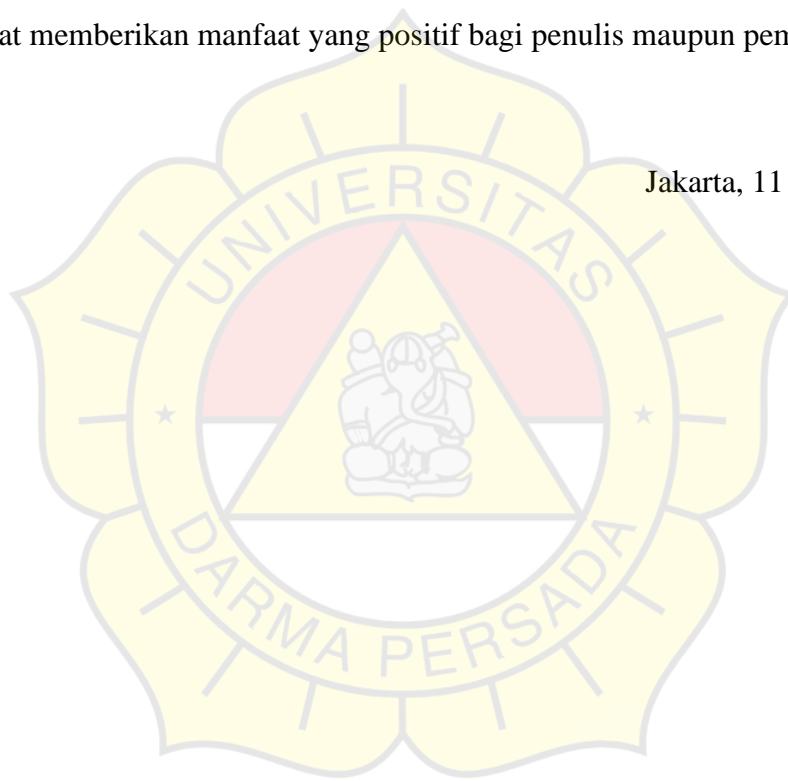 at memberikan manfaat yang positif bagi penulis maupun pem
Jakarta, 11
UNIVERSITAS
DARMA PERSADA